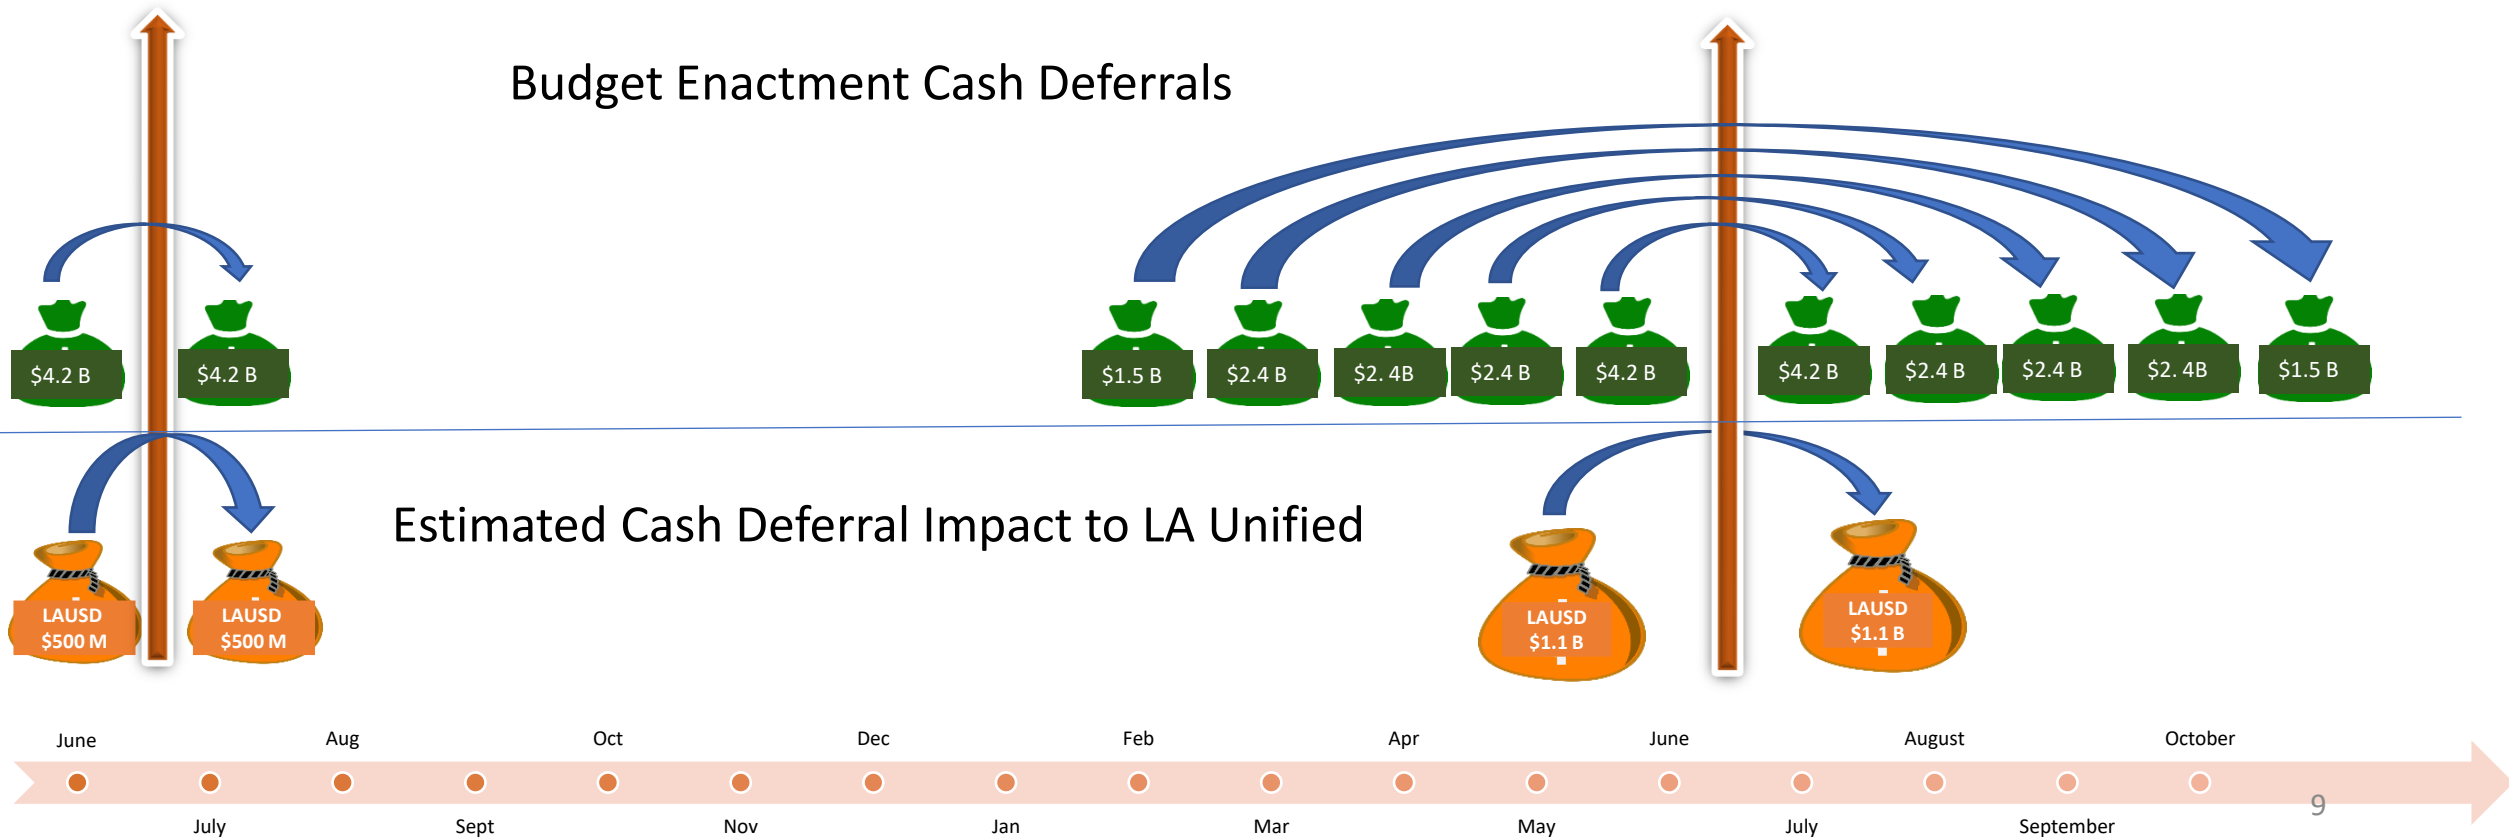 Budget Enactment Cash Deferrals
$4.2 B
$4.2 B
$1.5 B
$2.4 B
$2. 4B
$2.4 B
$4.2 B
$4.2 B
$2.4 B
$2.4 B
$2. 4B
$1.5 B
Estimated Cash Deferral Impact to LA Unified
LAUSD
$500 M
LAUSD
$500 M
LAUSD
$1.1 B
LAUSD
$1.1 B
June
Aug
Oct
Dec
Feb
Apr
June
August
October
July
Sept
Nov
Jan
Mar
May
July
September
9